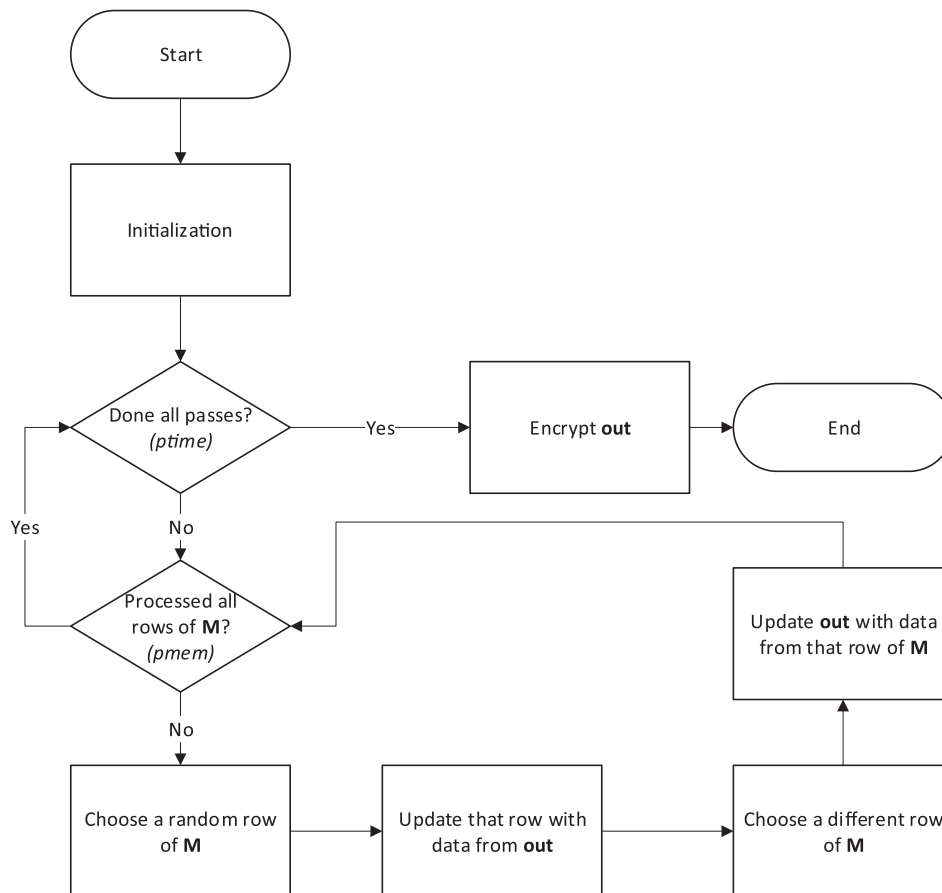 Start
Initialization
Done all passes?
(ptime)
Yes
Encrypt out
End
Yes
No
Processed all
rows of M?
(pmem)
Update out with data
from that row of M
No
Choose a random row
of M
Update that row with
data from out
Choose a different row
of M